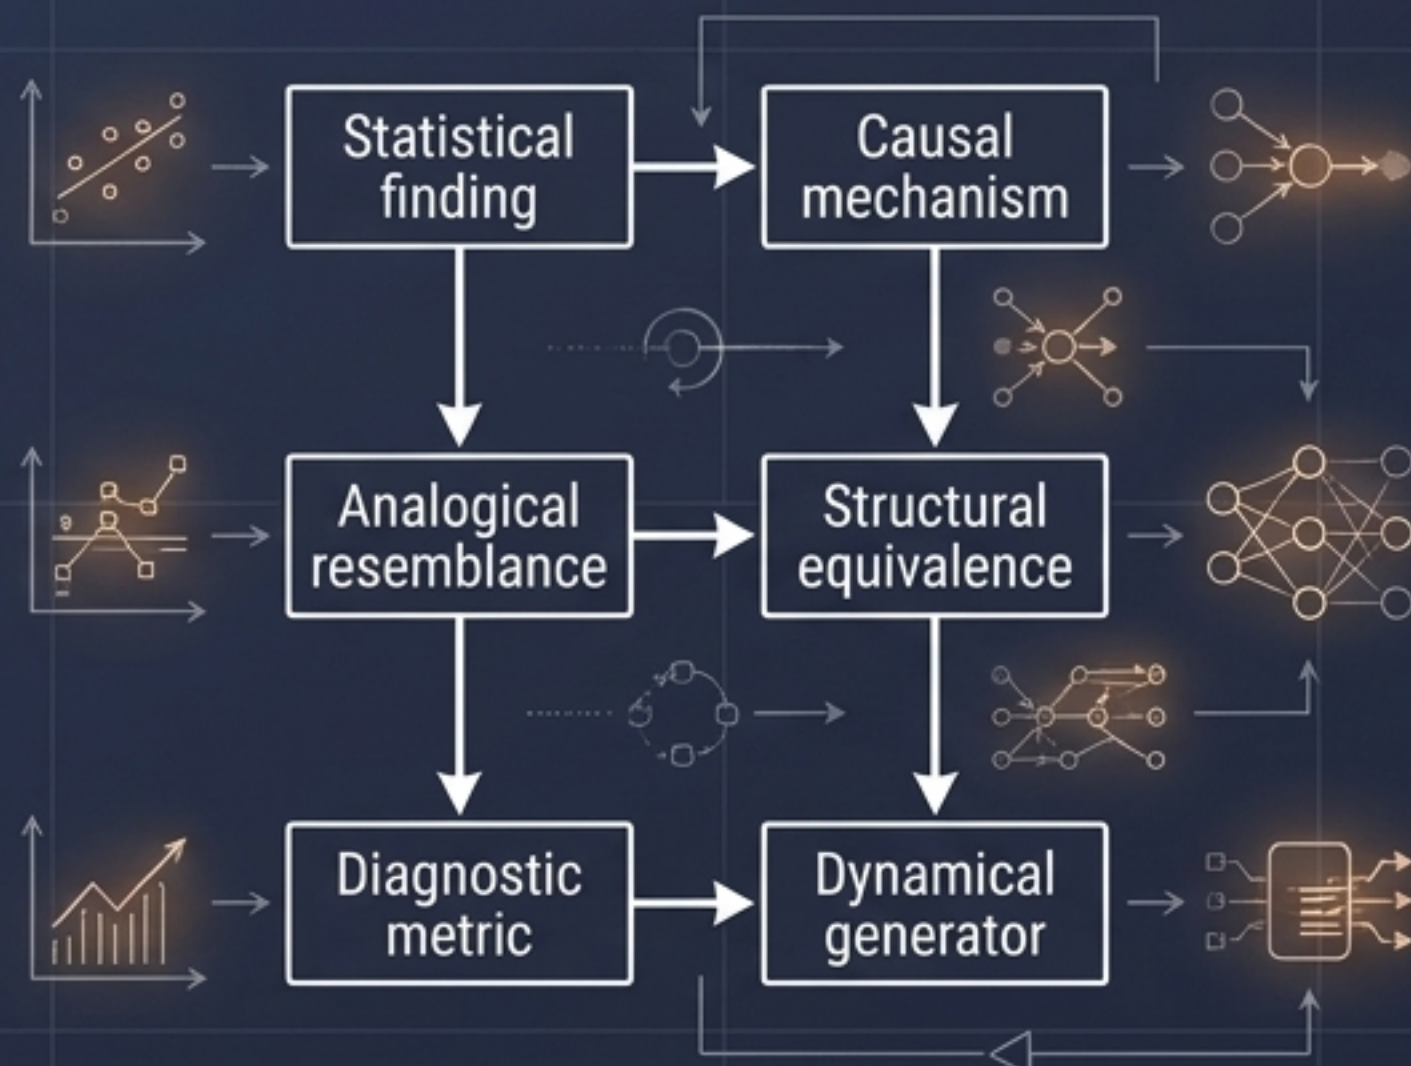 Statistical
finding
Causal
mechanism
Analogical
resemblance
Structural
equivalence
Diagnostic
metric
Dynamical
generator